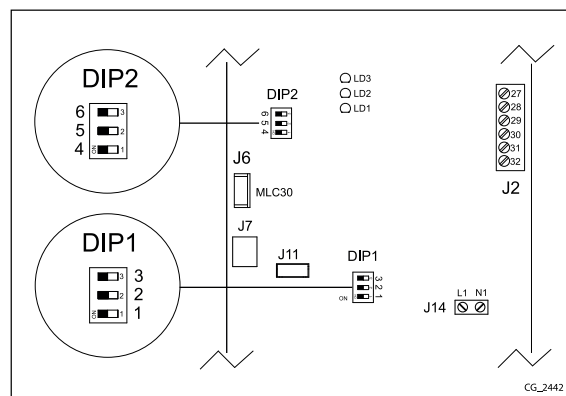 DIP2
6 3
5 2
4 ON 1
DIP2
6
5
4
LD3
LD2
LD1
27
28
29
30
31
32
J2
J6
MLC30
J7
J11
DIP1
3 3
2 2
ON 1 1
DIP1
3
2
ON 1
L1 N1
J14
CG_2442